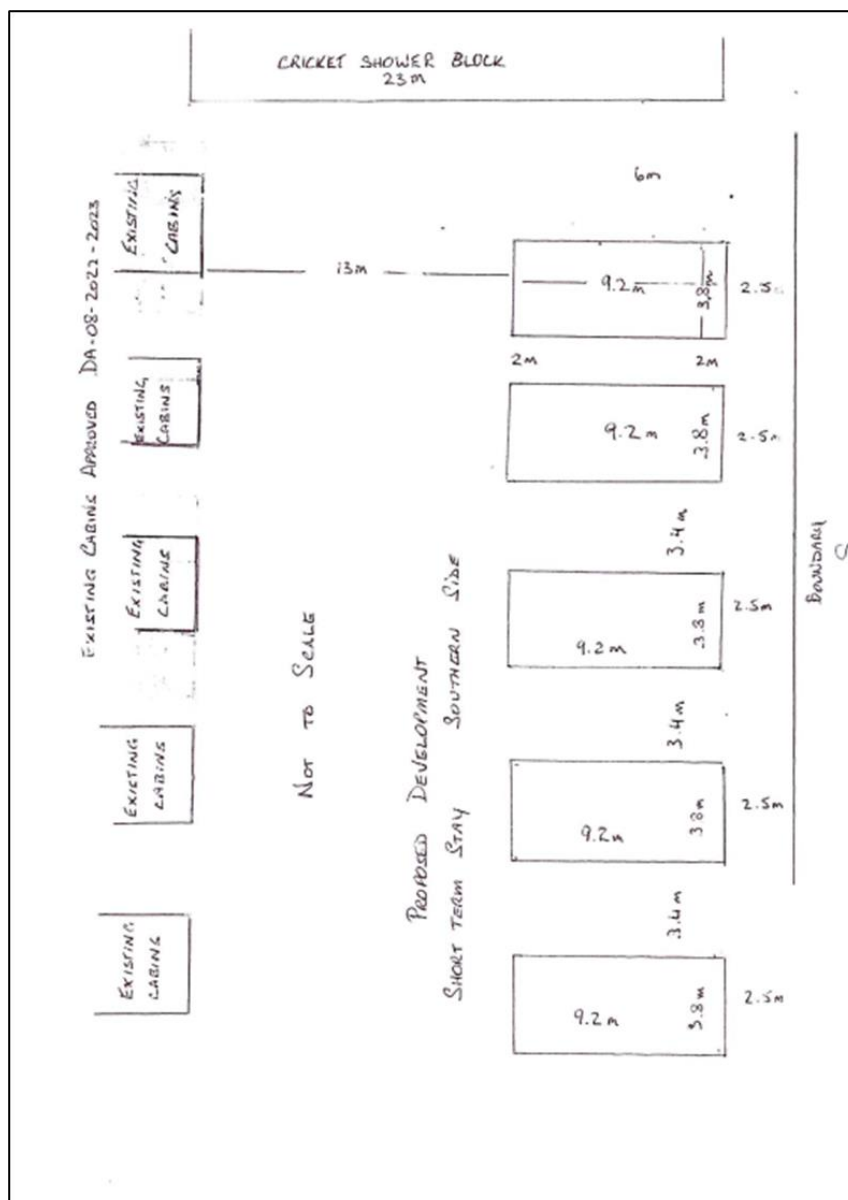 CRICKET SHOWER BLOCK
23m
EXISTING CABINS APPROVED DA-08-2022-2023
EXISTING
CABINS
EXISTING
CABINS
EXISTING
CABINS
EXISTING
CABINS
EXISTING
CABINS
13m
6m
9.2m
3.8m
2.5
2m
2m
9.2m
3.8m
2.5m
3.4m
9.2m
3.8m
2.5m
3.4m
9.2m
3.8m
2.5m
3.4m
9.2m
3.8m
2.5m
NOT TO SCALE
PROPOSED DEVELOPMENT
SHORT TERM STAY SOUTHERN SIDE
BOUNDARY